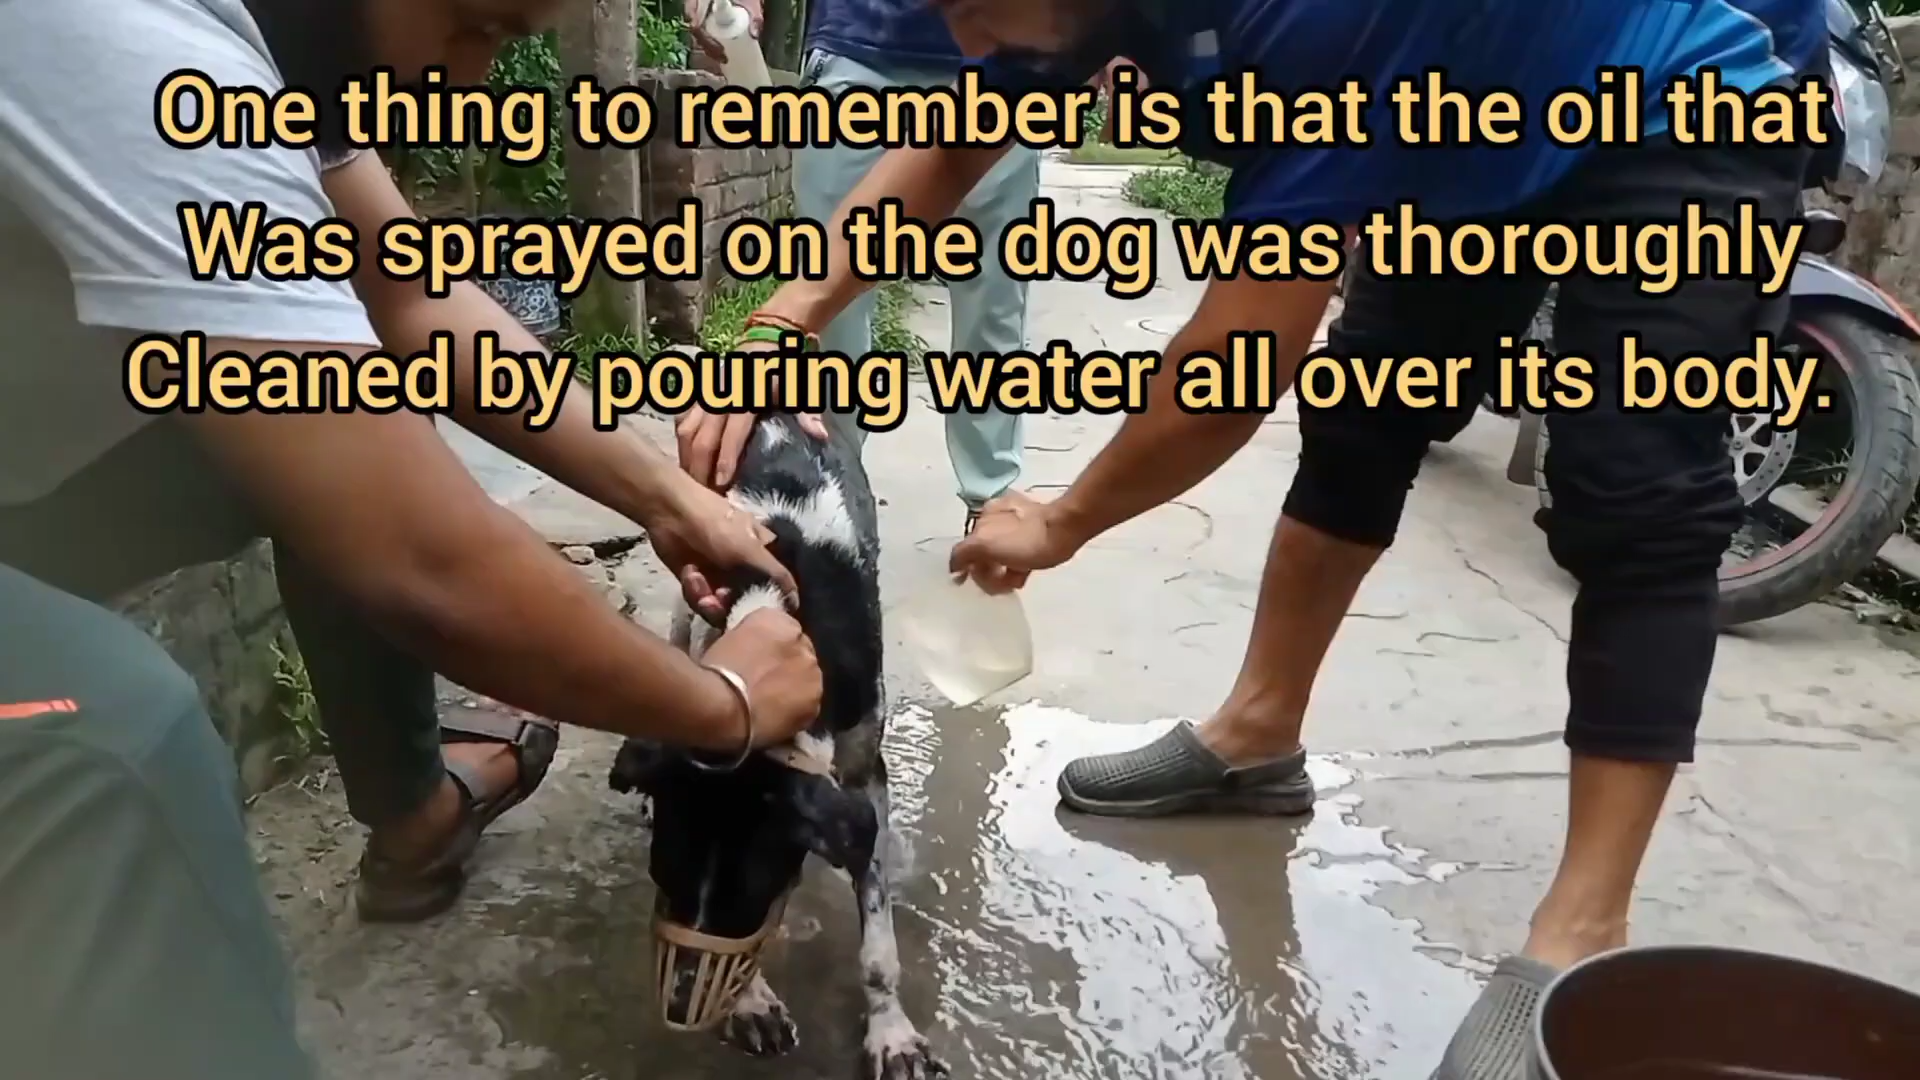 One thing to remember is that the oil that
Was sprayed on the dog was thoroughly
Cleaned by pouring water all over its body.